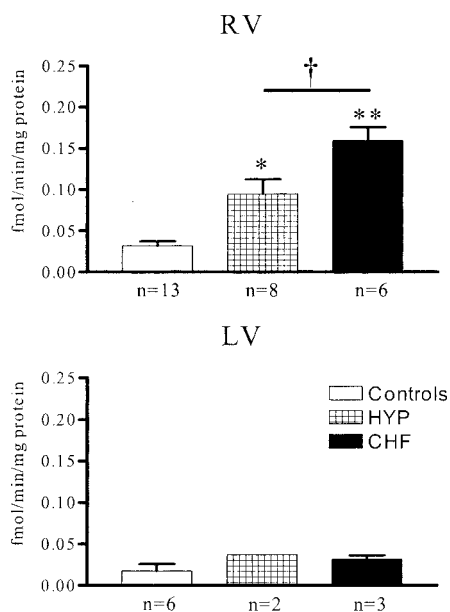 RV
†
0.25
0.20
**
0.15
*
0.10
0.05
0.00
fmol/min/mg protein
n=13 n=8 n=6
LV
0.25
Controls
HYP
CHF
0.20
0.15
0.10
0.05
0.00
fmol/min/mg protein
n=6 n=2 n=3